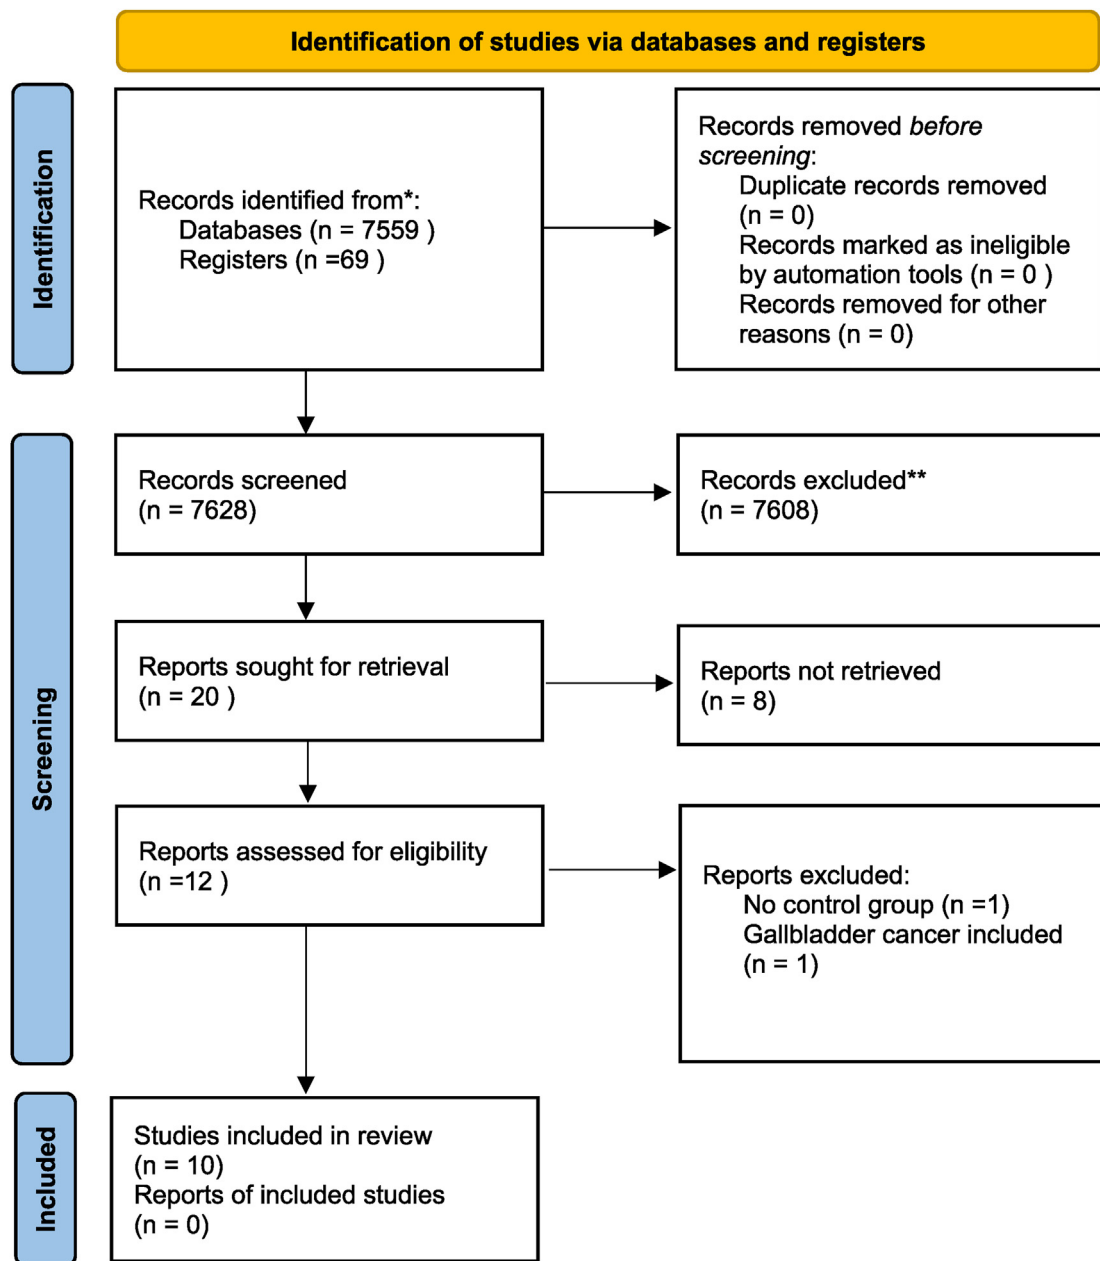 Identification of studies via databases and registers
Identification
Records identified from*:
Databases (n = 7559 )
Registers (n =69 )
Records removed before
screening:
Duplicate records removed
(n = 0)
Records marked as ineligible
by automation tools (n = 0 )
Records removed for other
reasons (n = 0)
Screening
Records screened
(n = 7628)
Records excluded**
(n = 7608)
Reports sought for retrieval
(n = 20 )
Reports not retrieved
(n = 8)
Reports assessed for eligibility
(n =12 )
Reports excluded:
No control group (n =1)
Gallbladder cancer included
(n = 1)
Included
Studies included in review
(n = 10)
Reports of included studies
(n = 0)